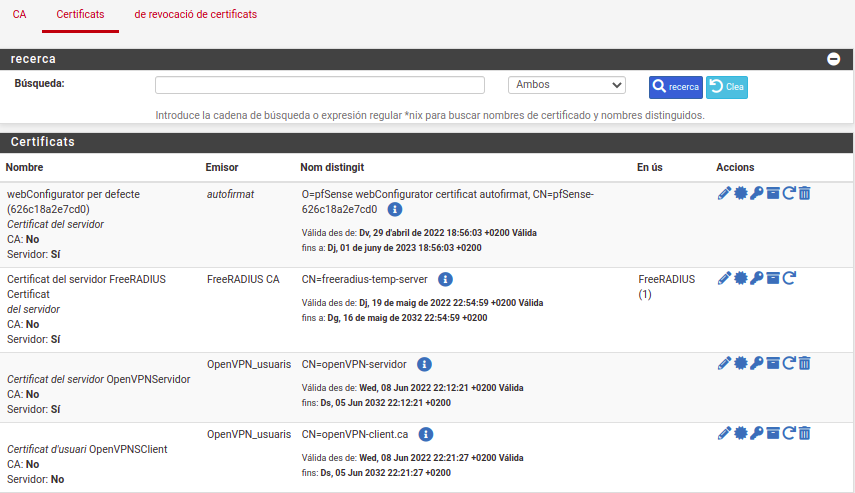 CA Certificats de revocació de certificats
recerca
Búsqueda: Ambos recerca Clea
Introduce la cadena de búsqueda o expresión regular *nix para buscar nombres de certificado y nombres distinguidos.
Certificats
Nombre Emisor Nom distingit En ús Accions
webConfigurator per defecte autofirmat O=pfSense webConfigurator certificat autofirmat, CN=pfSense-
(626c18a2e7cd0) 626c18a2e7cd0
Certificat del servidor
CA: No Válida des de: Dv, 29 d'abril de 2022 18:56:03 +0200 Válida
Servidor: Sí fins a: Dj, 01 de juny de 2023 18:56:03 +0200
Certificat del servidor FreeRADIUS FreeRADIUS CA CN=freeradius-temp-server FreeRADIUS
Certificat (1)
del servidor Válida des de: Dj, 19 de maig de 2022 22:54:59 +0200 Válida
CA: No fins a: Dg, 16 de maig de 2032 22:54:59 +0200
Servidor: Sí
OpenVPN_usuaris CN=openVPN-servidor
Certificat del servidor OpenVPNServidor
Válida des de: Wed, 08 Jun 2022 22:12:21 +0200 Válida
CA: No
fins: Ds, 05 Jun 2032 22:12:21 +0200
Servidor: Sí
OpenVPN_usuaris CN=openVPN-client.ca
Certificat d'usuari OpenVPNSClient
Válida des de: Wed, 08 Jun 2022 22:21:27 +0200 Válida
CA: No
fins: Ds, 05 Jun 2032 22:21:27 +0200
Servidor: No